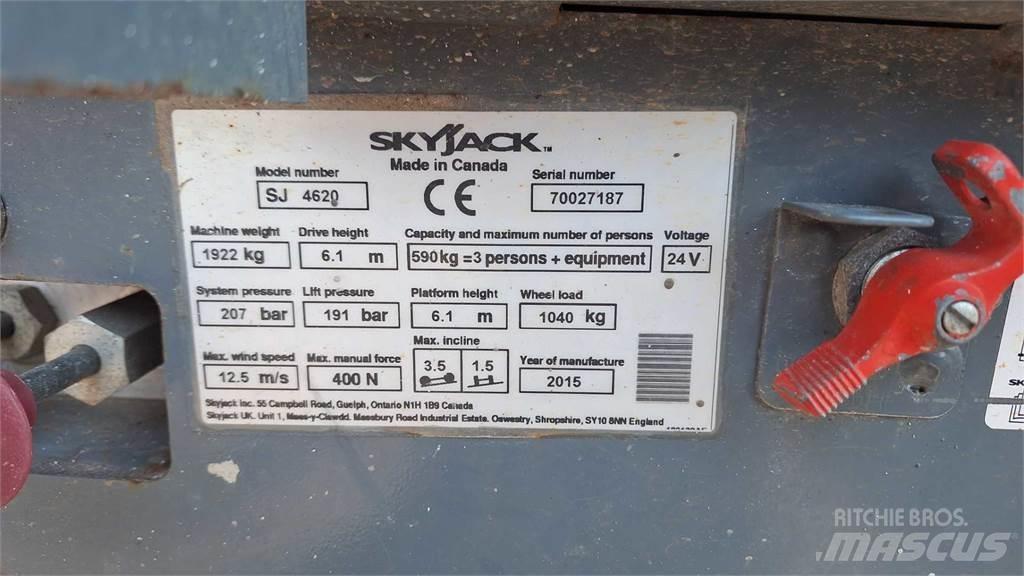 SKYJACK™
Made in Canada
Model number
SJ 4620
CE
Serial number
70027187
Machine weight
1922 kg
Drive height
6.1 m
Capacity and maximum number of persons
590kg =3 persons + equipment
Voltage
24V
System pressure
207 bar
Lift pressure
191 bar
Platform height
6.1 m
Wheel load
1040 kg
Max. wind speed
12.5 m/s
Max. manual force
400 N
Max. incline
3.5 1.5
Year of manufacture
2015
Skyjack Inc. 55 Campbell Road, Guelph, Ontario N1H 1B9 Canada
Skyjack UK. Unit 1, Maes-y-Clawdd. Maesbury Road Industrial Estate. Oswestry, Shropshire, SY10 8NN England
RITCHIE BROS.
MASCUS